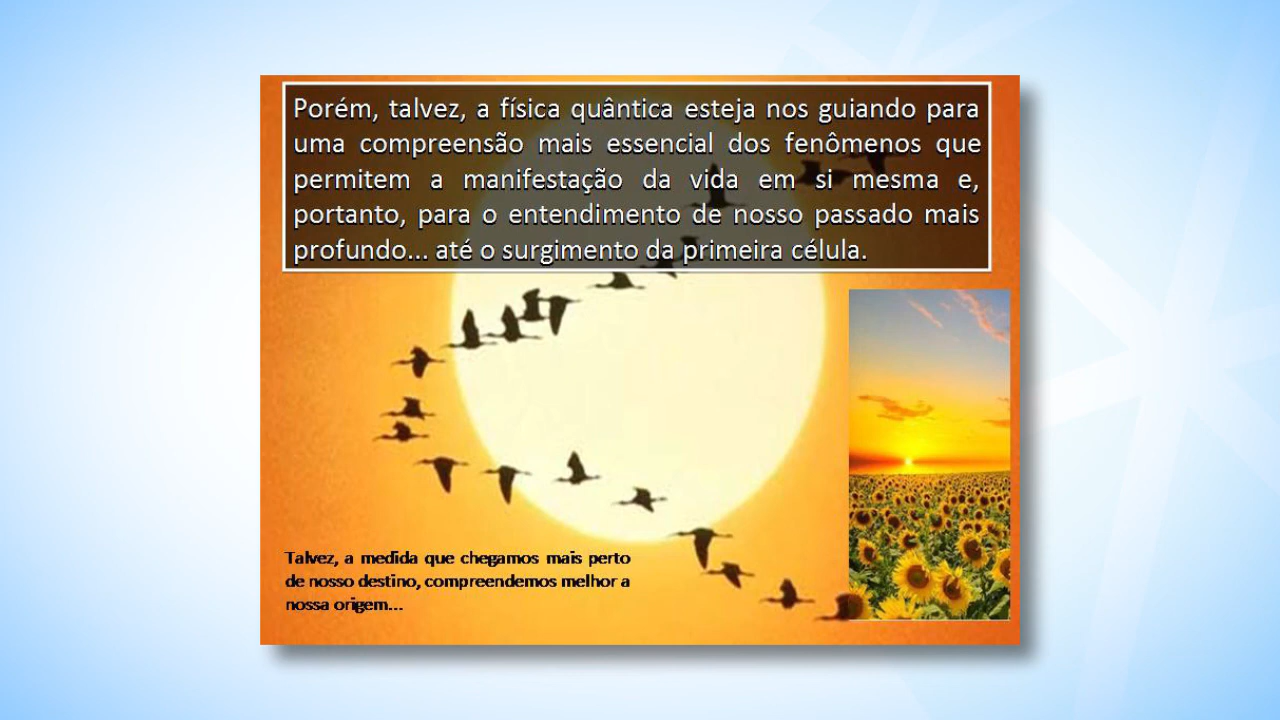 Porém, talvez, a física quântica esteja nos guiando para
uma compreensão mais essencial dos fenômenos que
permitem a manifestação da vida em si mesma e,
portanto, para o entendimento de nosso passado mais
profundo... até o surgimento da primeira célula.
Talvez, a medida que chegamos mais perto
de nosso destino, compreendemos melhor a
nossa origem...